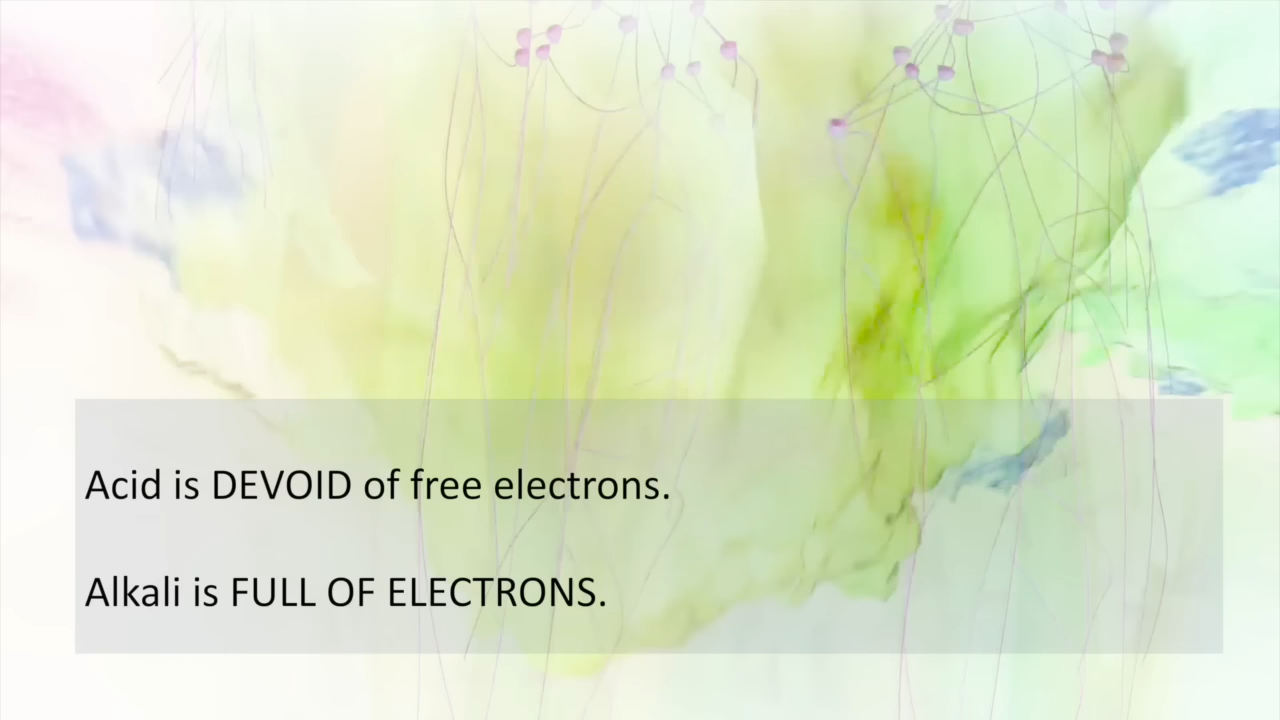 Acid is DEVOID of free electrons.
Alkali is FULL OF ELECTRONS.